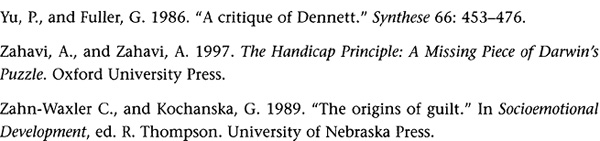 Yu, P., and Fuller, G. 1986. “A critique of Dennett.” Synthese 66: 453–476.
Zahavi, A., and Zahavi, A. 1997. The Handicap Principle: A Missing Piece of Darwin’s
Puzzle. Oxford University Press.
Zahn-Waxler C., and Kochanska, G. 1989. “The origins of guilt.” In Socioemotional
Development, ed. R. Thompson. University of Nebraska Press.